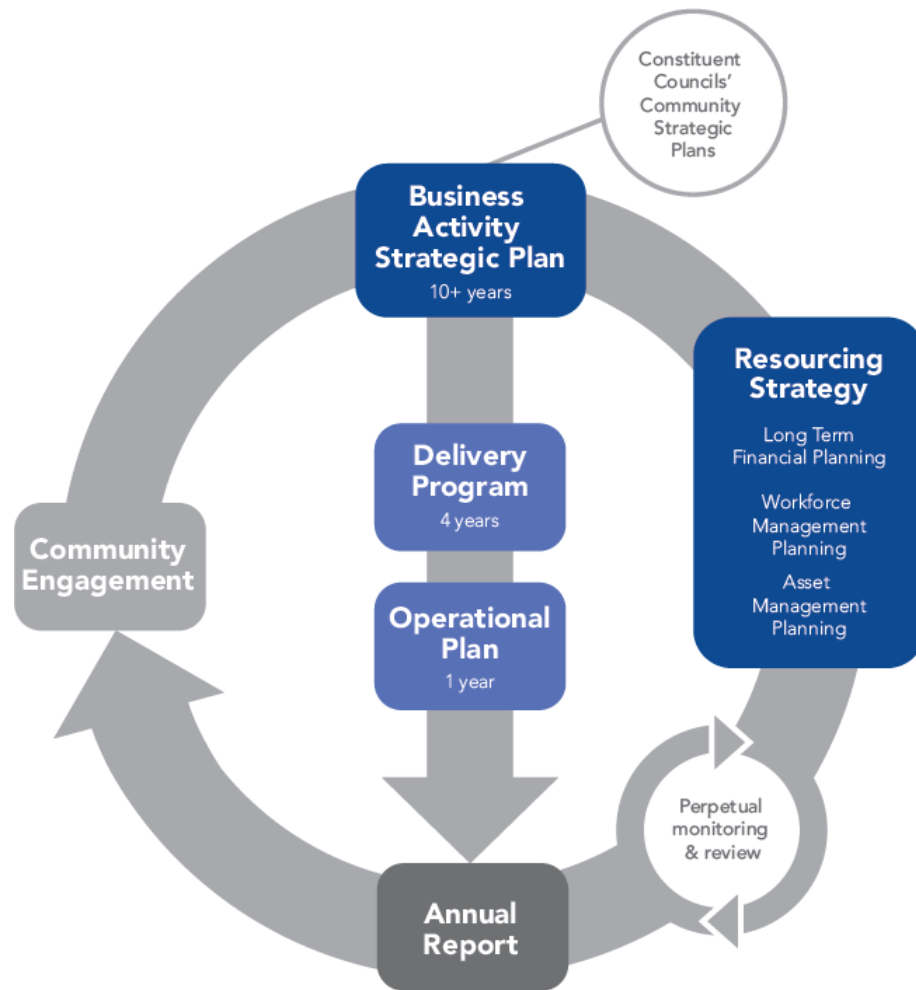 Constituent
Councils’
Community
Strategic
Plans
Business
Activity
Strategic Plan
10+ years
Resourcing
Strategy
Long Term
Financial Planning
Workforce
Management
Planning
Asset
Management
Planning
Delivery
Program
4 years
Community
Engagement
Operational
Plan
1 year
Perpetual
monitoring
& review
Annual
Report